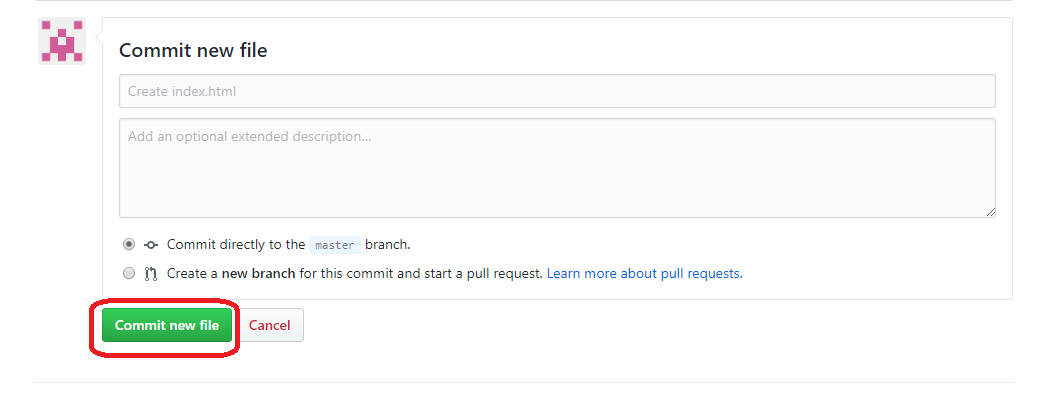 Commit new file
Create index.html
Add an optional extended description...
Commit directly to the master branch.
Create a new branch for this commit and start a pull request. Learn more about pull requests.
Commit new file Cancel